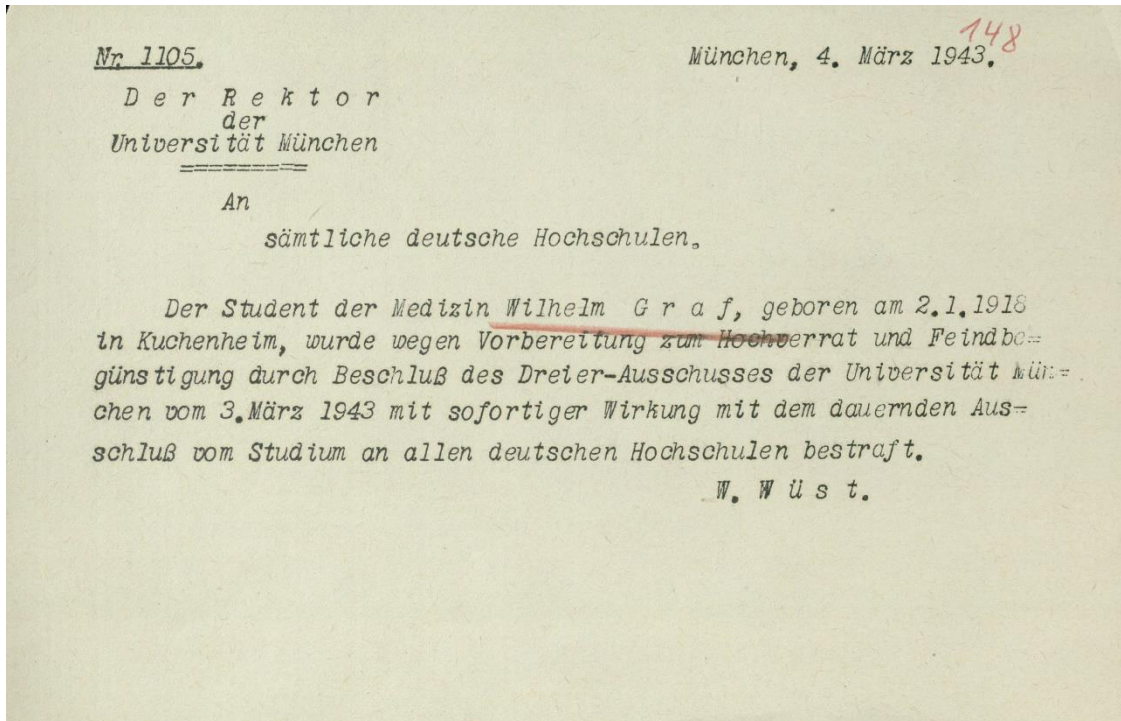 148
Nr. 1105.
München, 4. März 1943.
D e r R e k t o r
der
Universität München
=========
An
sämtliche deutsche Hochschulen.
Der Student der Medizin Wilhelm G r a f, geboren am 2.1.1918
in Kuchenheim, wurde wegen Vorbereitung zum Hochverrat und Feindbe=
günstigung durch Beschluß des Dreier-Ausschusses der Universität Mün=
chen vom 3.März 1943 mit sofortiger Wirkung mit dem dauernden Aus=
schluß vom Studium an allen deutschen Hochschulen bestraft.
W. W ü s t.